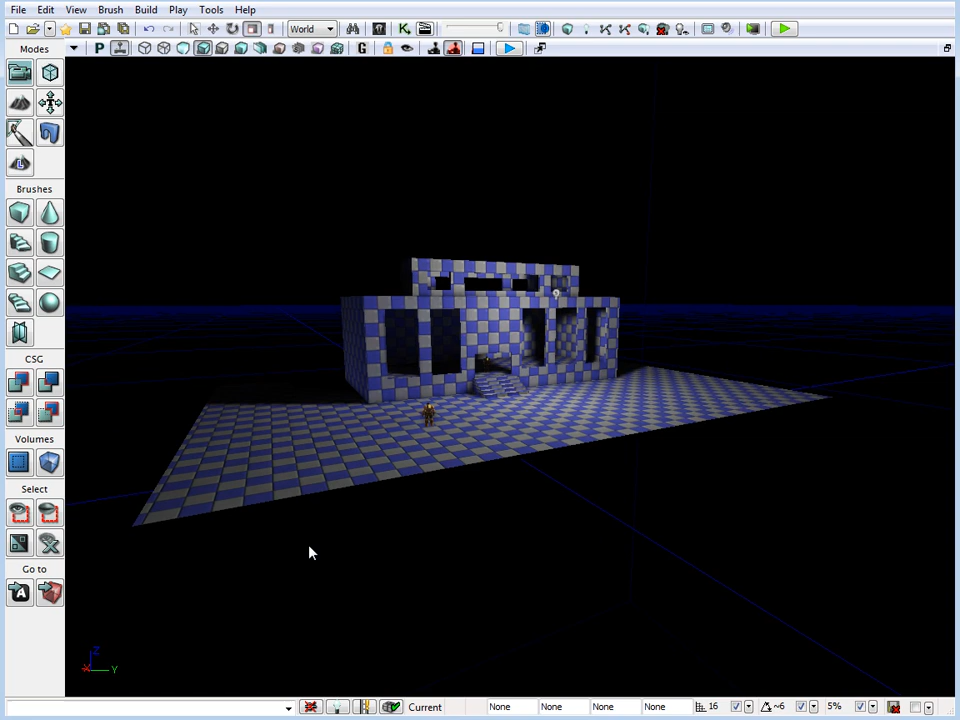 File Edit View Brush Build Play Tools Help
World
Modes
P G
L
Brushes
CSG
Volumes
Select
Go to
A
Z
X Y
Current None None None None 16 ~6 5%